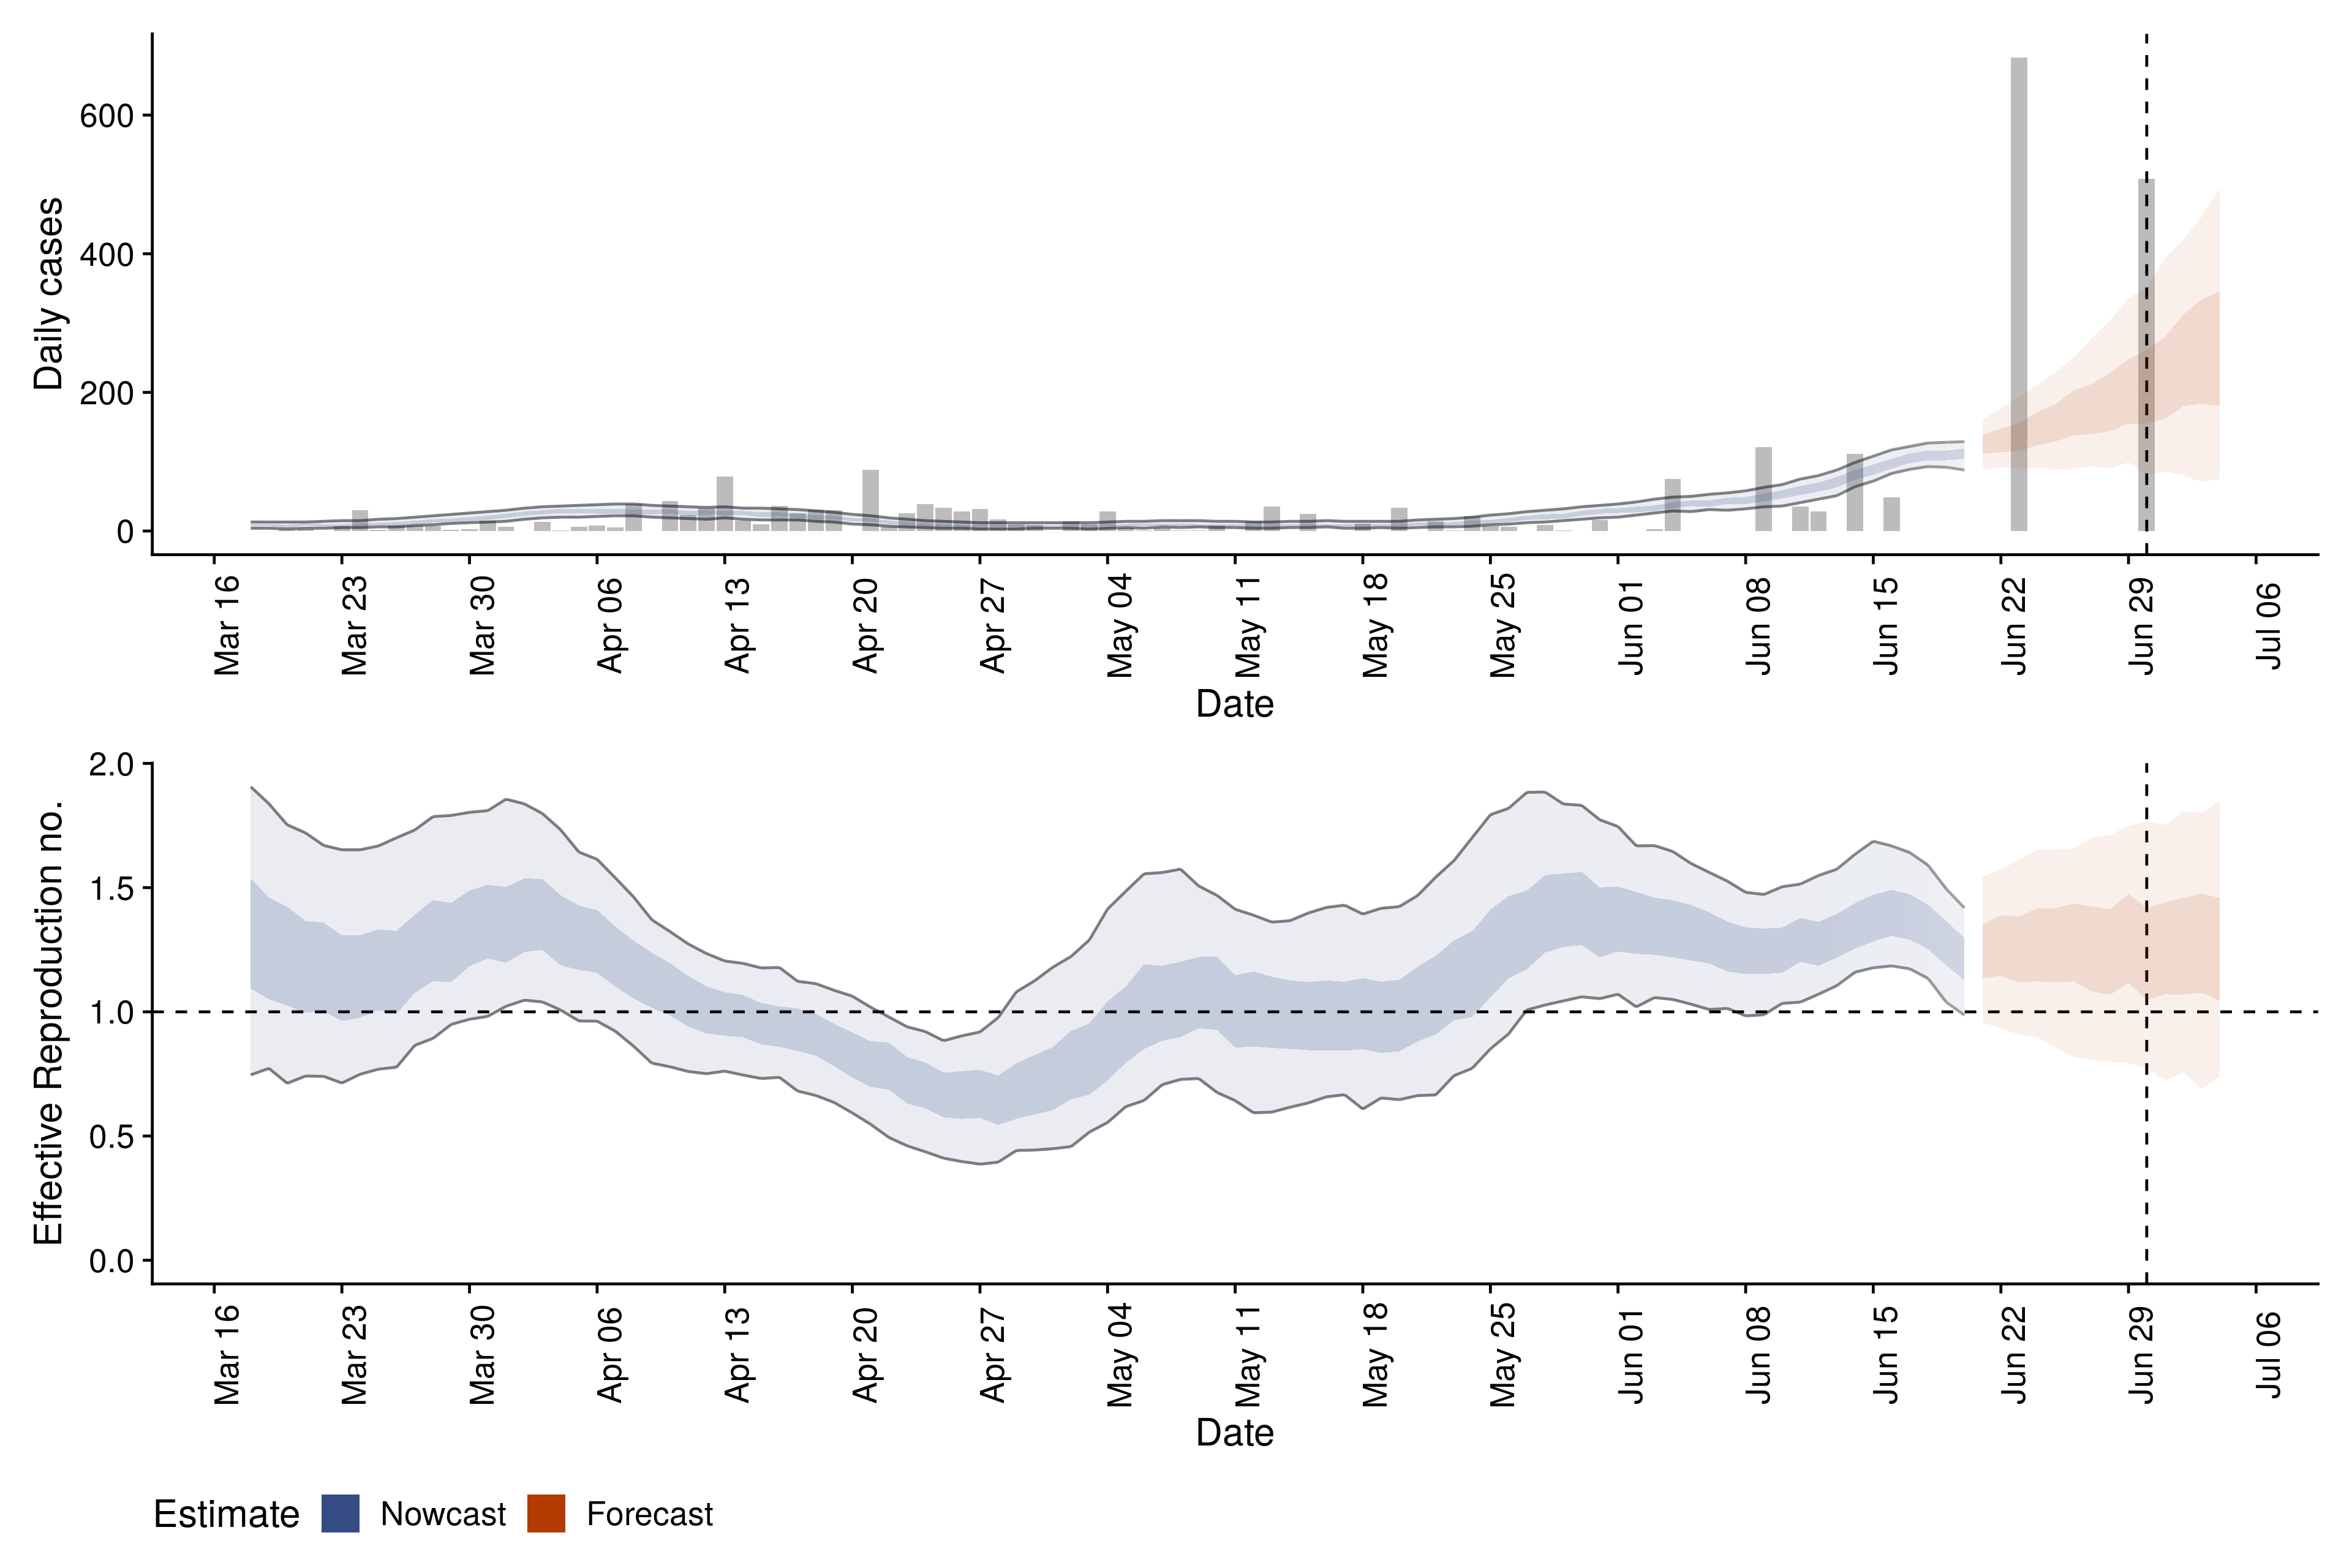 Daily cases
600
400
200
0
Mar 16
Mar 23
Mar 30
Apr 06
Apr 13
Apr 20
Apr 27
May 04
May 11
May 18
May 25
Jun 01
Jun 08
Jun 15
Jun 22
Jun 29
Jul 06
Date
Effective Reproduction no.
2.0
1.5
1.0
0.5
0.0
Mar 16
Mar 23
Mar 30
Apr 06
Apr 13
Apr 20
Apr 27
May 04
May 11
May 18
May 25
Jun 01
Jun 08
Jun 15
Jun 22
Jun 29
Jul 06
Date
Estimate Nowcast Forecast